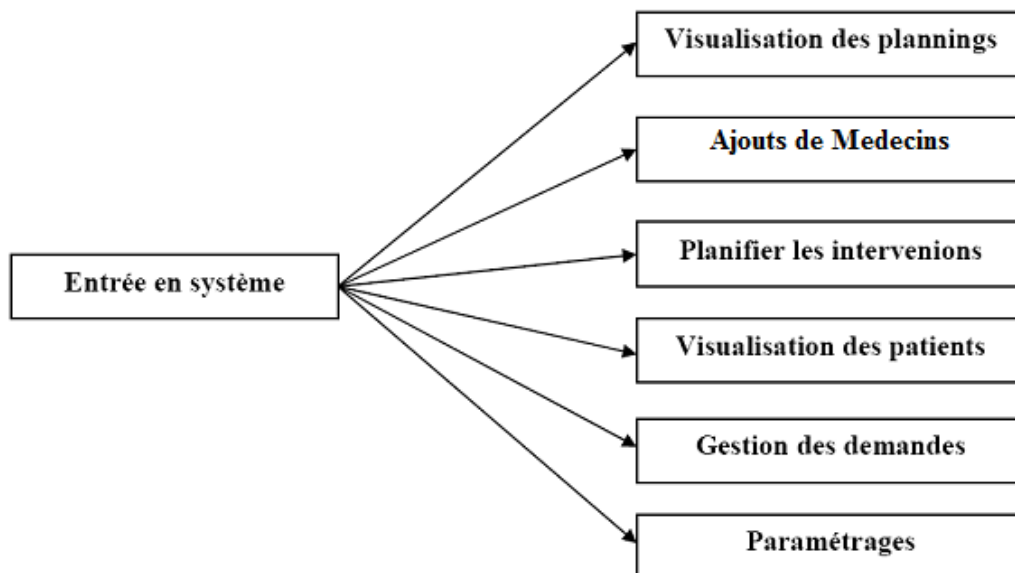 Visualisation des plannings
Ajouts de Medecins
Planifier les intervenions
Entrée en système
Visualisation des patients
Gestion des demandes
Paramétrages